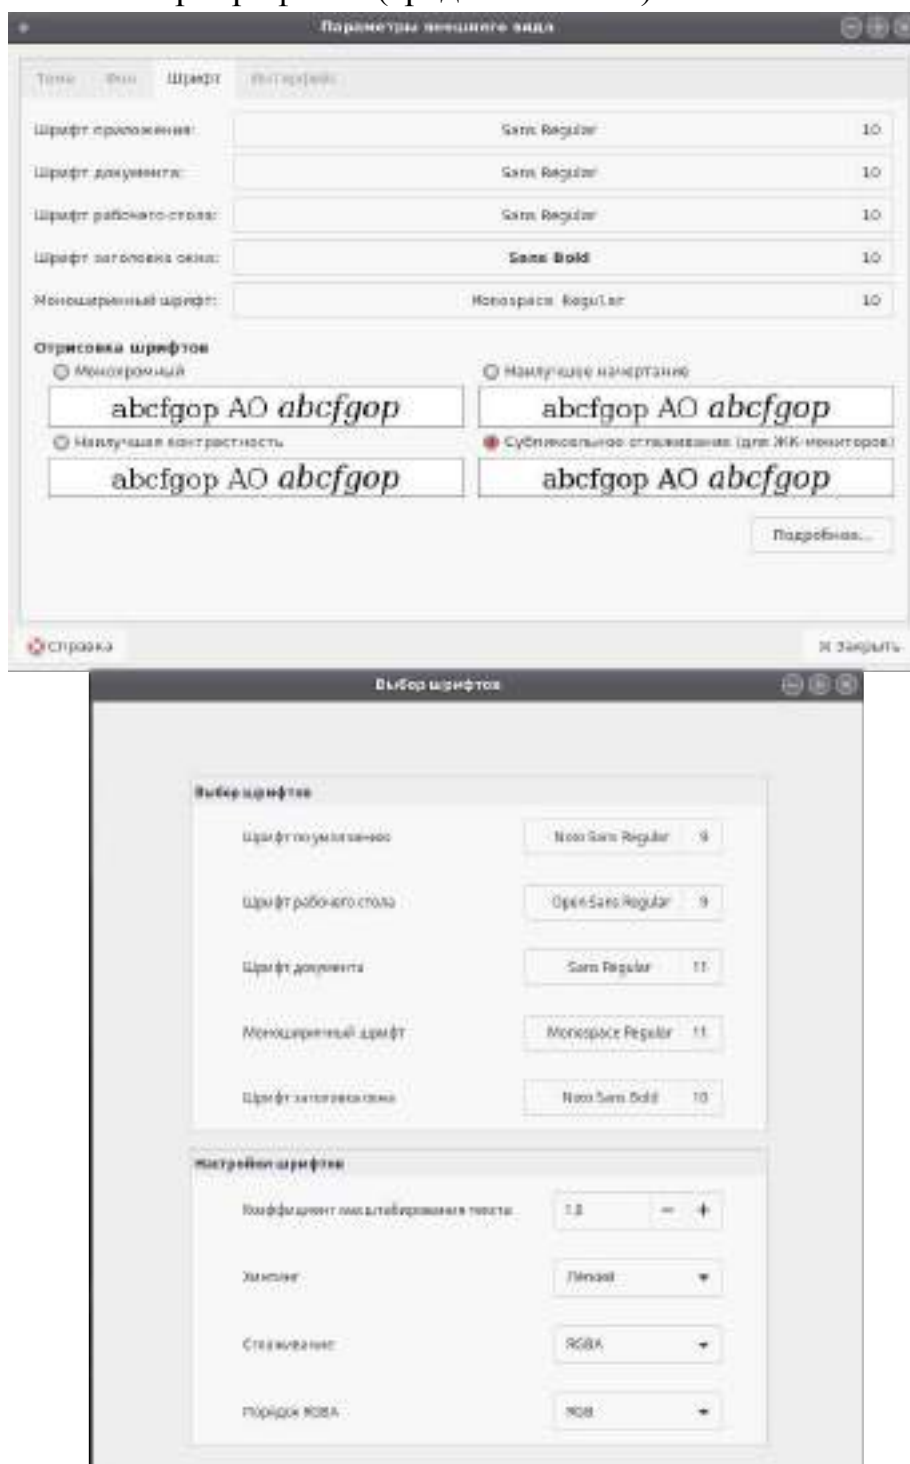 Параметры внешнего вида
Тема Фон Шрифт Интерфейс
Шрифт приложения: Sans Regular 10
Шрифт документа: Sans Regular 10
Шрифт рабочего стола: Sans Regular 10
Шрифт заголовка окна: Sans Bold 10
Моноширинный шрифт: Monospace Regular 10
Отрисовка шрифтов
Монохромный Наилучшее начертание
abcfgop AO abcfgop abcfgop AO abcfgop
Наилучшая контрастность Субпиксельное сглаживание (для ЖК-мониторов)
abcfgop AO abcfgop abcfgop AO abcfgop
Подробнее...
Справка Закрыть
Выбор шрифтов
Выбор шрифтов
Шрифт по умолчанию Noto Sans Regular 9
Шрифт рабочего стола Open Sans Regular 9
Шрифт документа Sans Regular 11
Моноширинный шрифт Monospace Regular 11
Шрифт заголовка окна Noto Sans Bold 10
Настройки шрифтов
Коэффициент масштабирования текста 1,0 − +
Хинтинг Лёгкий
Сглаживание RGBA
Порядок RGBA RGB